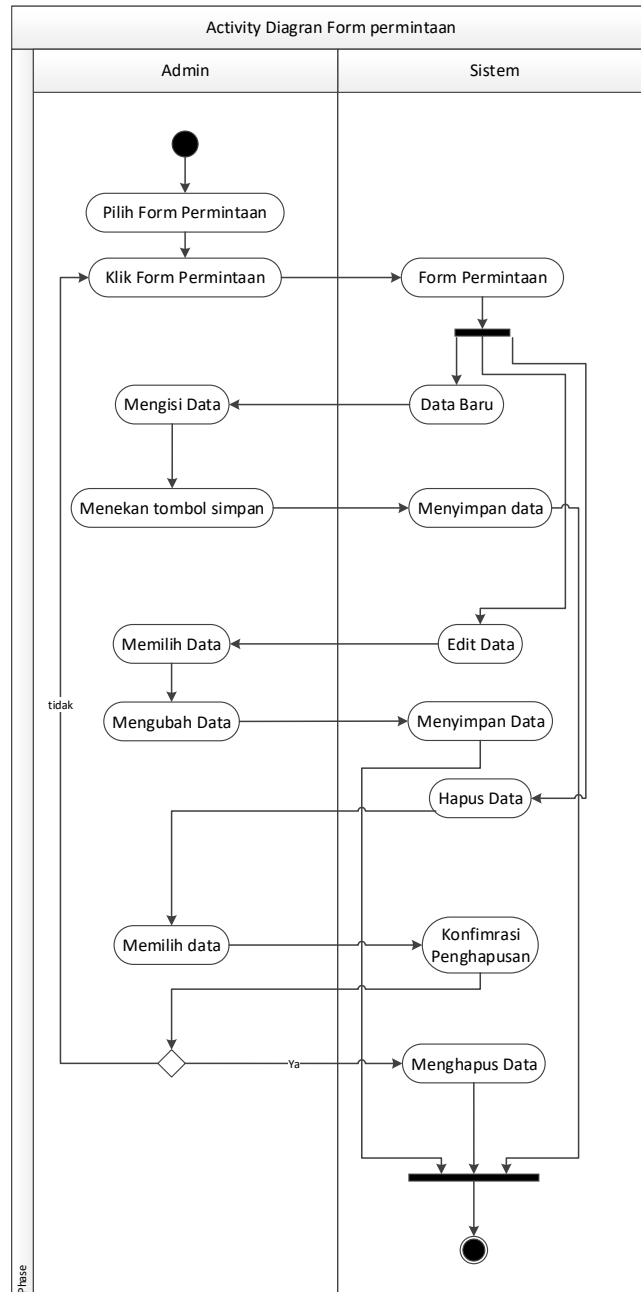 Activity Diagran Form permintaan
Admin
Sistem
Pilih Form Permintaan
Klik Form Permintaan
Form Permintaan
Mengisi Data
Data Baru
Menekan tombol simpan
Menyimpan data
Memilih Data
Edit Data
tidak
Mengubah Data
Menyimpan Data
Hapus Data
Memilih data
Konfimrasi
Penghapusan
Ya
Menghapus Data
Phase